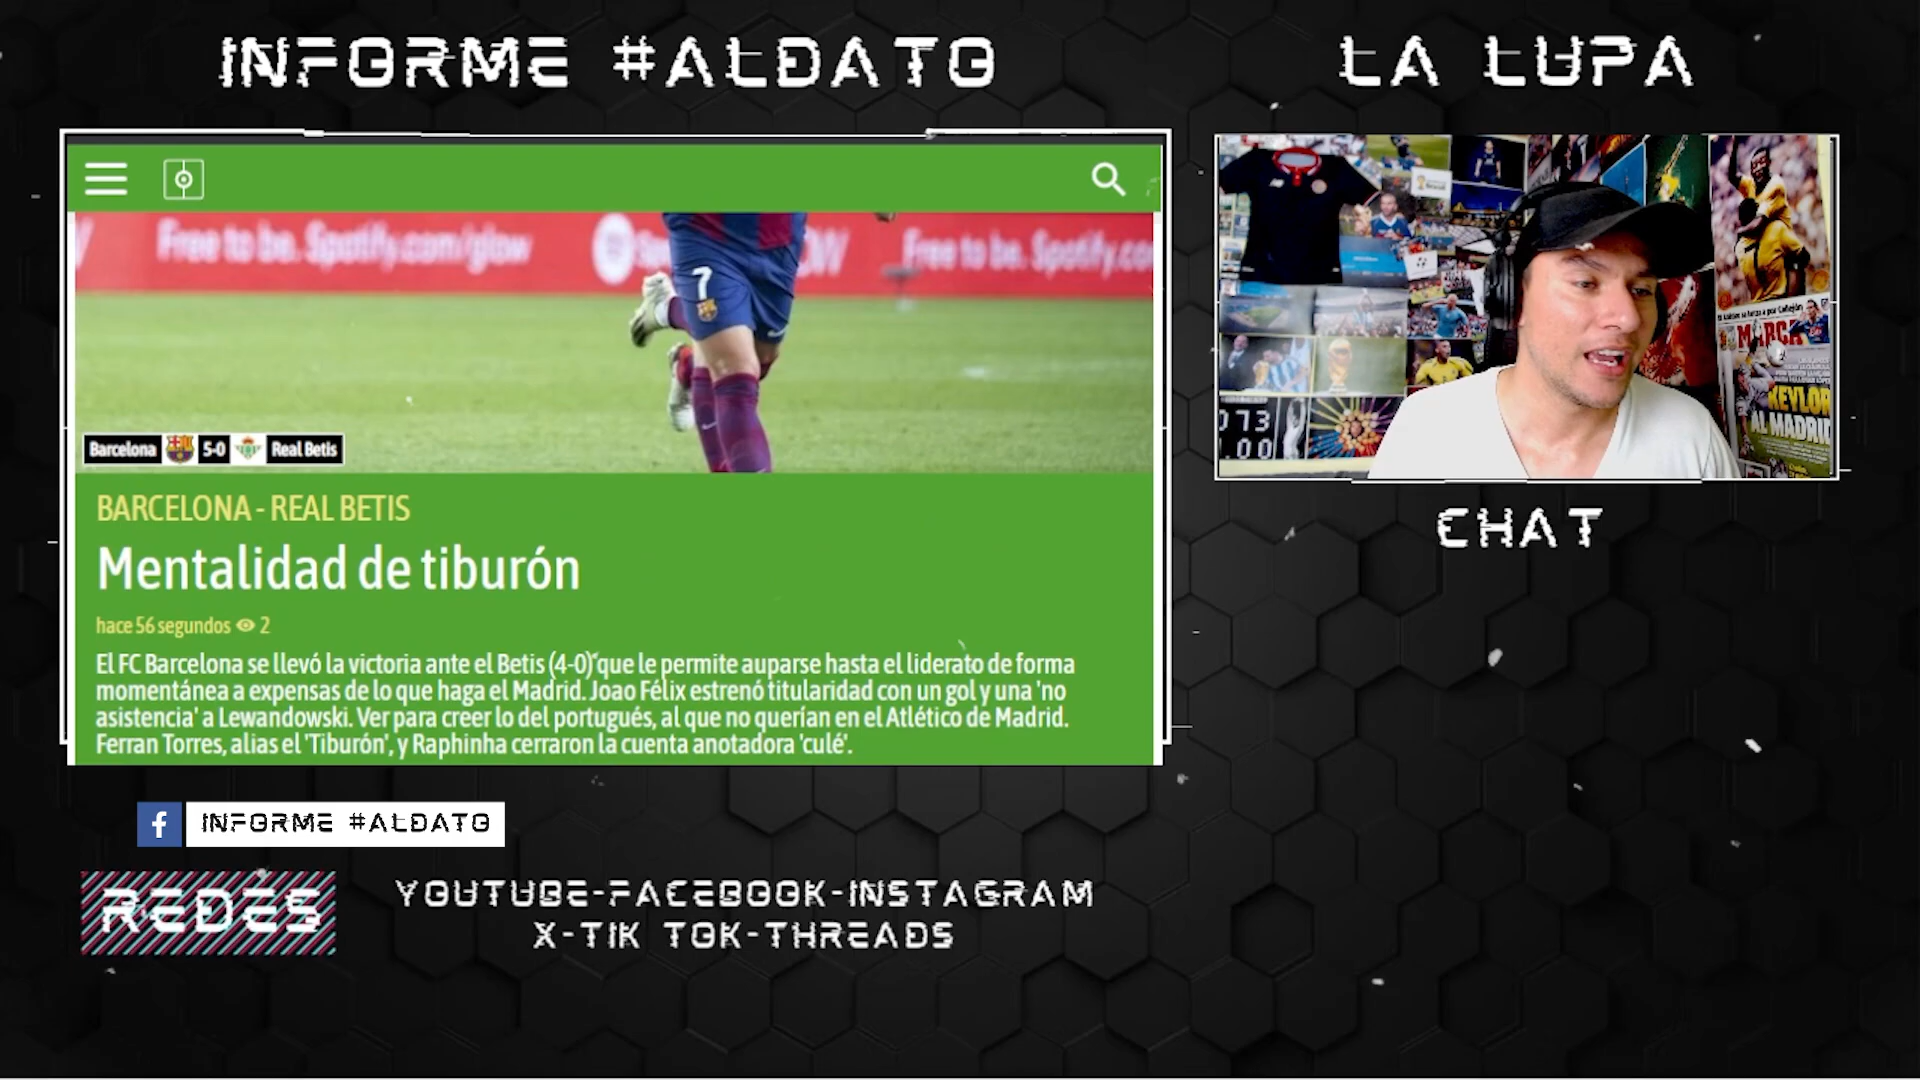 INFORME #ALDATO
LA LUPA
Free to be. Spotify.com/glow
Free to be. Spotify.co
7
Barcelona 5-0 Real Betis
BARCELONA - REAL BETIS
Mentalidad de tiburón
hace 56 segundos 2
El FC Barcelona se llevó la victoria ante el Betis (4-0) que le permite auparse hasta el liderato de forma
momentánea a expensas de lo que haga el Madrid. Joao Félix estrenó titularidad con un gol y una 'no
asistencia' a Lewandowski. Ver para creer lo del portugués, al que no querían en el Atlético de Madrid.
Ferran Torres, alias el 'Tiburón', y Raphinha cerraron la cuenta anotadora 'culé'.
MARCA
KEYLOR
AL MADRID
073
00
CHAT
INFORME #ALDATO
REDES
YOUTUBE-FACEBOOK-INSTAGRAM
X-TIK TOK-THREADS